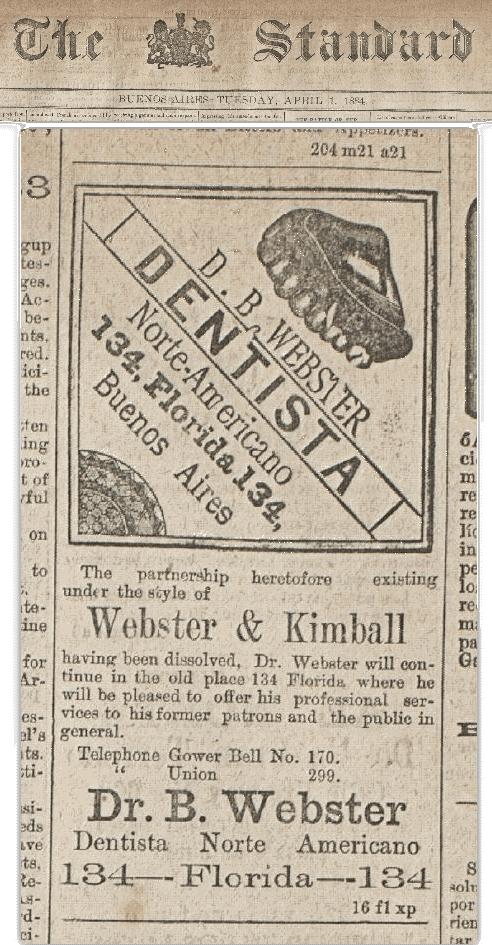 The Standard
BUENOS AIRES—TUESDAY, APRIL 1, 1884
and Appetizers.
204 m21 a21
D. B. WEBSTER
DENTISTA
Norte-Americano
134, Florida 134,
Buenos Aires
The partnership heretofore existing
under the style of
Webster & Kimball
having been dissolved, Dr. Webster will con-
tinue in the old place 134 Florida where he
will be pleased to offer his professional ser-
vices to his former patrons and the public in
general.
Telephone Gower Bell No. 170.
“ Union 299.
Dr. B. Webster
Dentista Norte Americano
134—-Florida—-134
16 f1 xp